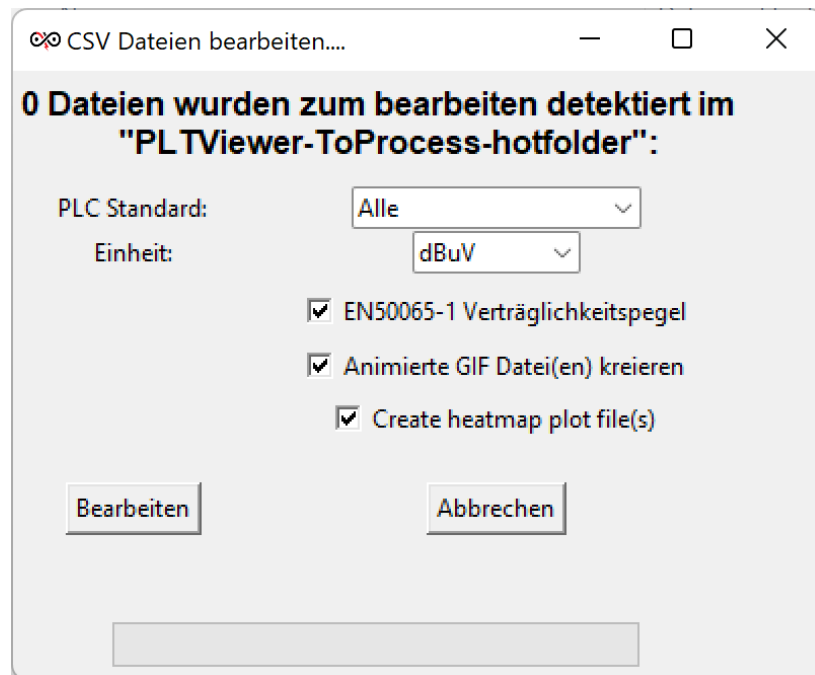 CSV Dateien bearbeiten....
0 Dateien wurden zum bearbeiten detektiert im
"PLTViewer-ToProcess-hotfolder":
PLC Standard: Alle
Einheit: dBuV
EN50065-1 Verträglichkeitspegel
Animierte GIF Datei(en) kreieren
Create heatmap plot file(s)
Bearbeiten Abbrechen